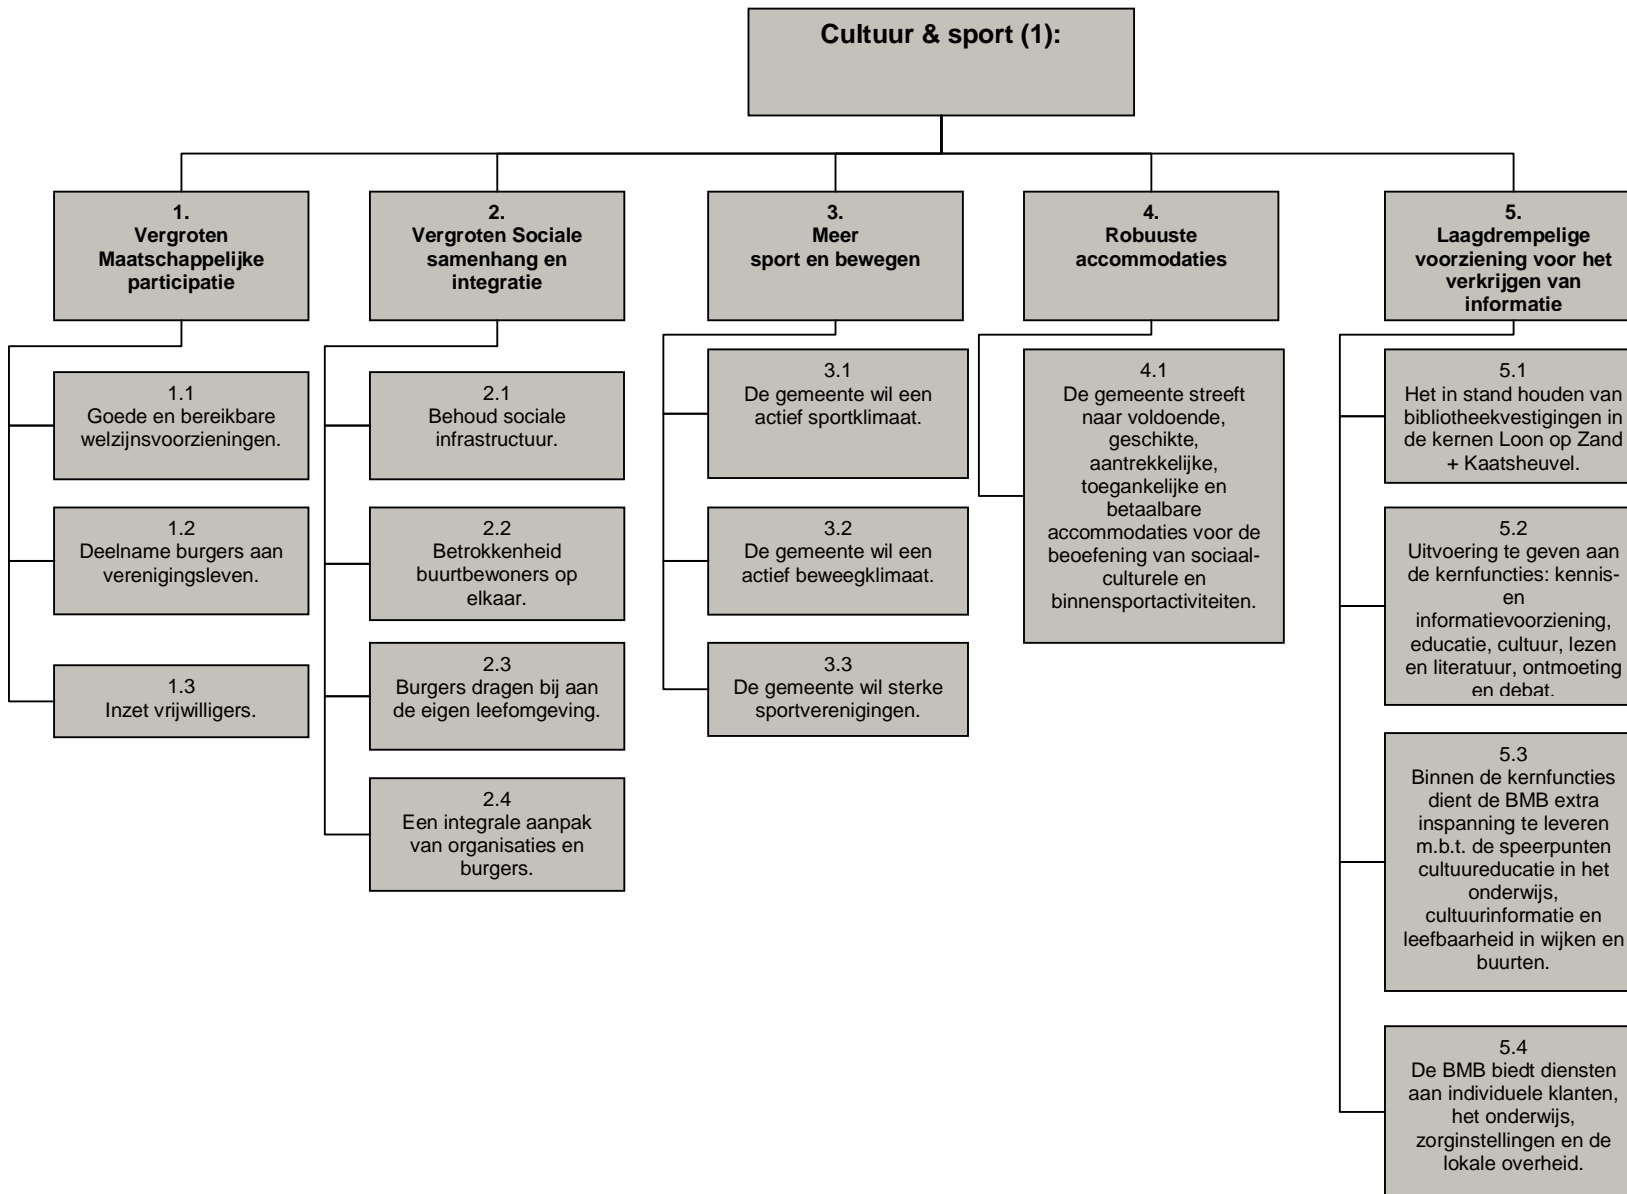 Cultuur & sport (1):
1.
Vergroten
Maatschappelijke
participatie
1.1
Goede en bereikbare
welzijnsvoorzieningen.
1.2
Deelname burgers aan
verenigingsleven.
1.3
Inzet vrijwilligers.
2.
Vergroten Sociale
samenhang en
integratie
2.1
Behoud sociale
infrastructuur.
2.2
Betrokkenheid
buurtbewoners op
elkaar.
2.3
Burgers dragen bij aan
de eigen leefomgeving.
2.4
Een integrale aanpak
van organisaties en
burgers.
3.
Meer
sport en bewegen
3.1
De gemeente wil een
actief sportklimaat.
3.2
De gemeente wil een
actief beweegklimaat.
3.3
De gemeente wil sterke
sportverenigingen.
4.
Robuuste
accommodaties
4.1
De gemeente streeft
naar voldoende,
geschikte,
aantrekkelijke,
toegankelijke en
betaalbare
accommodaties voor de
beoefening van sociaal-
culturele en
binnensportactiviteiten.
5.
Laagdrempelige
voorziening voor het
verkrijgen van
informatie
5.1
Het in stand houden van
bibliotheekvestigingen in
de kernen Loon op Zand
+ Kaatsheuvel.
5.2
Uitvoering te geven aan
de kernfuncties: kennis-
en
informatievoorziening,
educatie, cultuur, lezen
en literatuur, ontmoeting
en debat.
5.3
Binnen de kernfuncties
dient de BMB extra
inspanning te leveren
m.b.t. de speerpunten
cultuureducatie in het
onderwijs,
cultuurinformatie en
leefbaarheid in wijken en
buurten.
5.4
De BMB biedt diensten
aan individuele klanten,
het onderwijs,
zorginstellingen en de
lokale overheid.